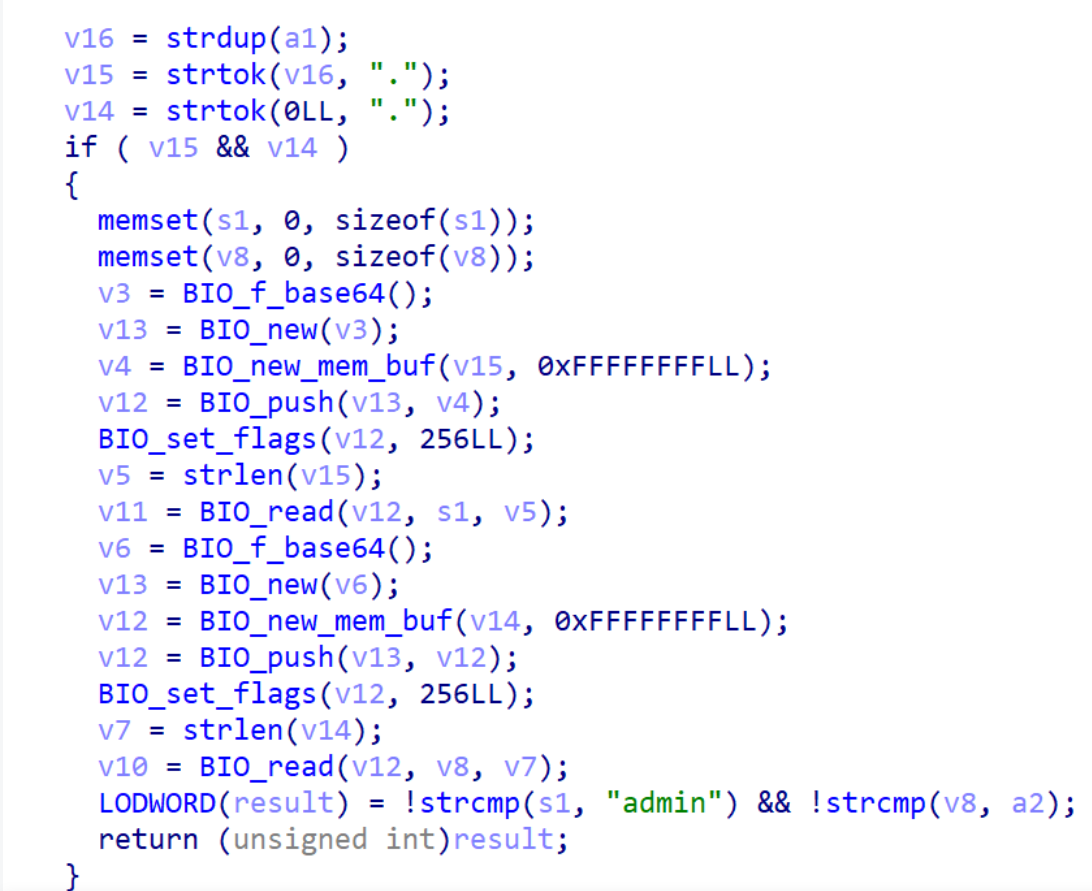 v16 = strdup(a1);
v15 = strtok(v16, ".");
v14 = strtok(0LL, ".");
if ( v15 && v14 )
{
  memset(s1, 0, sizeof(s1));
  memset(v8, 0, sizeof(v8));
  v3 = BIO_f_base64();
  v13 = BIO_new(v3);
  v4 = BIO_new_mem_buf(v15, 0xFFFFFFFFLL);
  v12 = BIO_push(v13, v4);
  BIO_set_flags(v12, 256LL);
  v5 = strlen(v15);
  v11 = BIO_read(v12, s1, v5);
  v6 = BIO_f_base64();
  v13 = BIO_new(v6);
  v12 = BIO_new_mem_buf(v14, 0xFFFFFFFFLL);
  v12 = BIO_push(v13, v12);
  BIO_set_flags(v12, 256LL);
  v7 = strlen(v14);
  v10 = BIO_read(v12, v8, v7);
  LODWORD(result) = !strcmp(s1, "admin") && !strcmp(v8, a2);
  return (unsigned int)result;
}